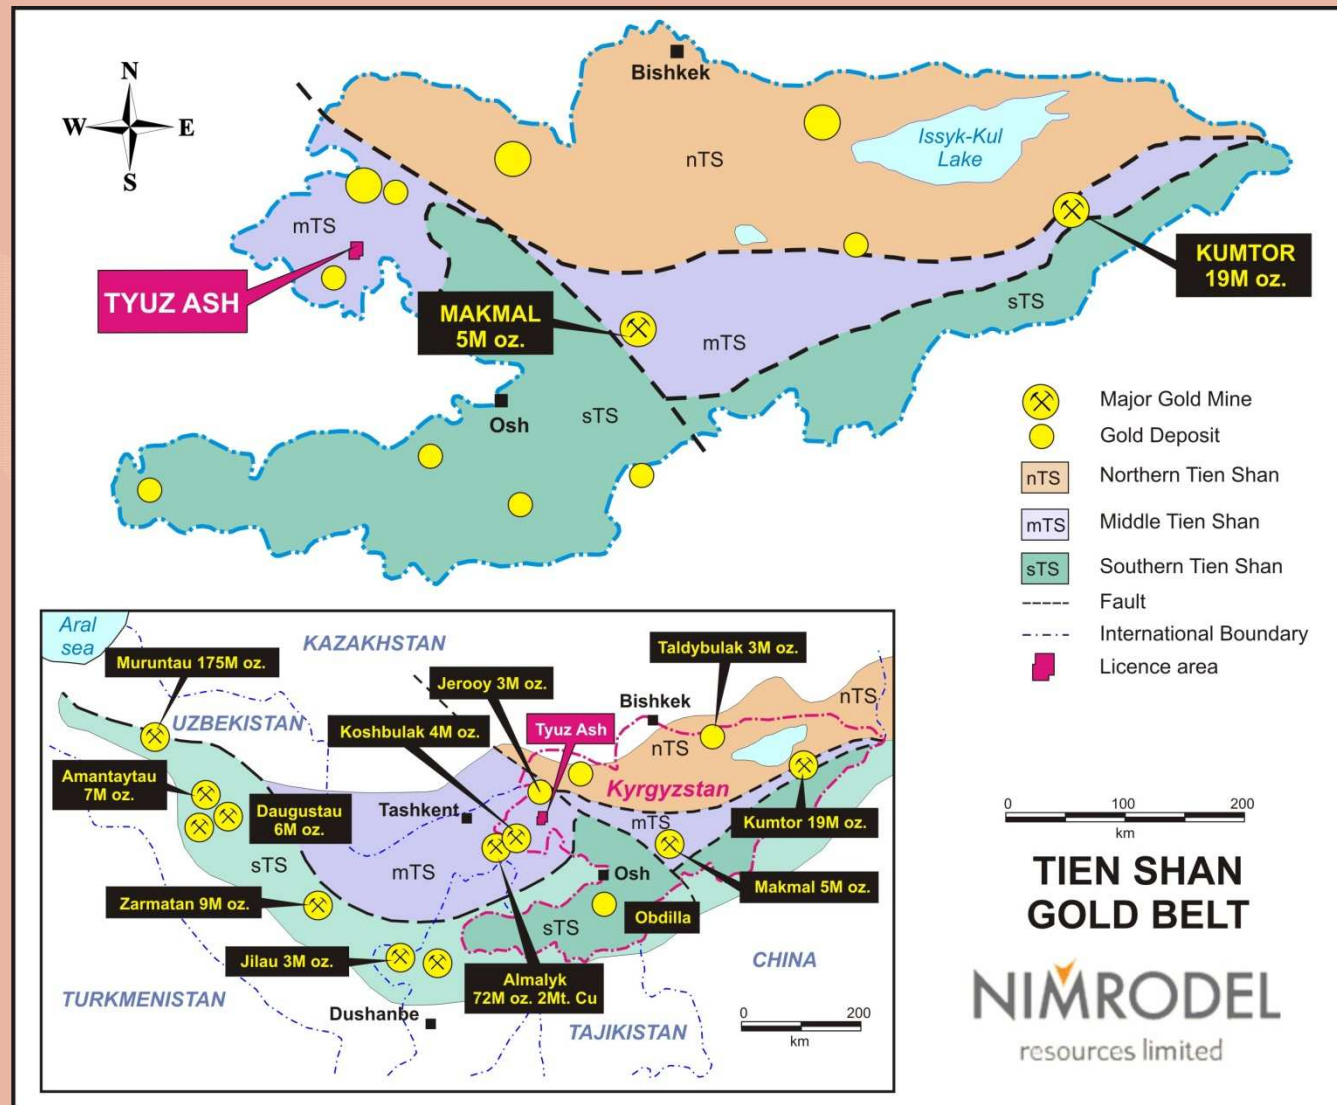 N
W
E
S
Bishkek
Issyk-Kul
Lake
nTS
mTS
TYUZ ASH
KUMTOR
19M oz.
MAKMAL
5M oz.
sTS
mTS
Osh
sTS
Major Gold Mine
Gold Deposit
nTS Northern Tien Shan
mTS Middle Tien Shan
sTS Southern Tien Shan
Fault
International Boundary
Licence area
Aral
sea
KAZAKHSTAN
Muruntau 175M oz.
UZBEKISTAN
Jerooy 3M oz.
Taldybulak 3M oz.
Bishkek
nTS
Koshbulak 4M oz.
Tyuz Ash
nTS
Amantaytau
7M oz.
Daugustau
6M oz.
Tashkent
Kyrgyzstan
mTS
Kumtor 19M oz.
sTS
mTS
Osh
Makmal 5M oz.
Zarmatan 9M oz.
Obdilla
sTS
Jilau 3M oz.
Almalyk
72M oz. 2Mt. Cu
CHINA
TURKMENISTAN
Dushanbe
TAJIKISTAN
0 200
km
0 100 200
km
TIEN SHAN
GOLD BELT
NIMRODEL
resources limited